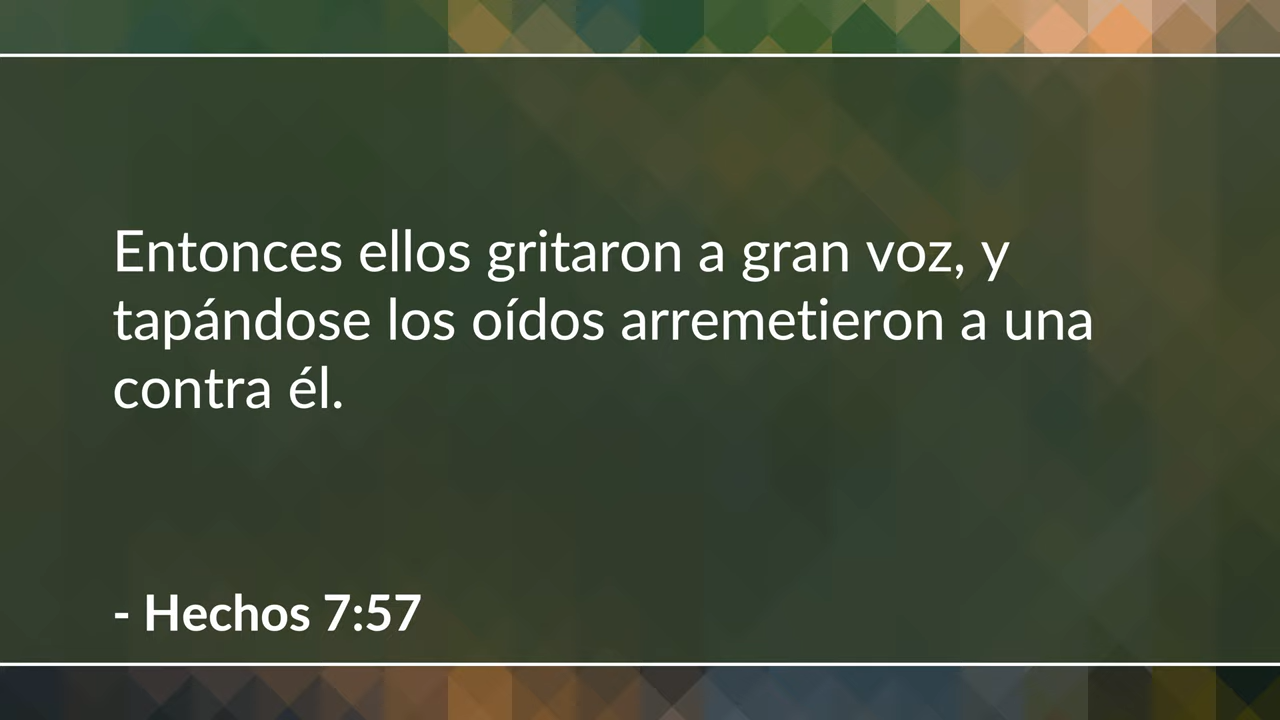 Entonces ellos gritaron a gran voz, y
tapándose los oídos arremetieron a una
contra él.
- Hechos 7:57